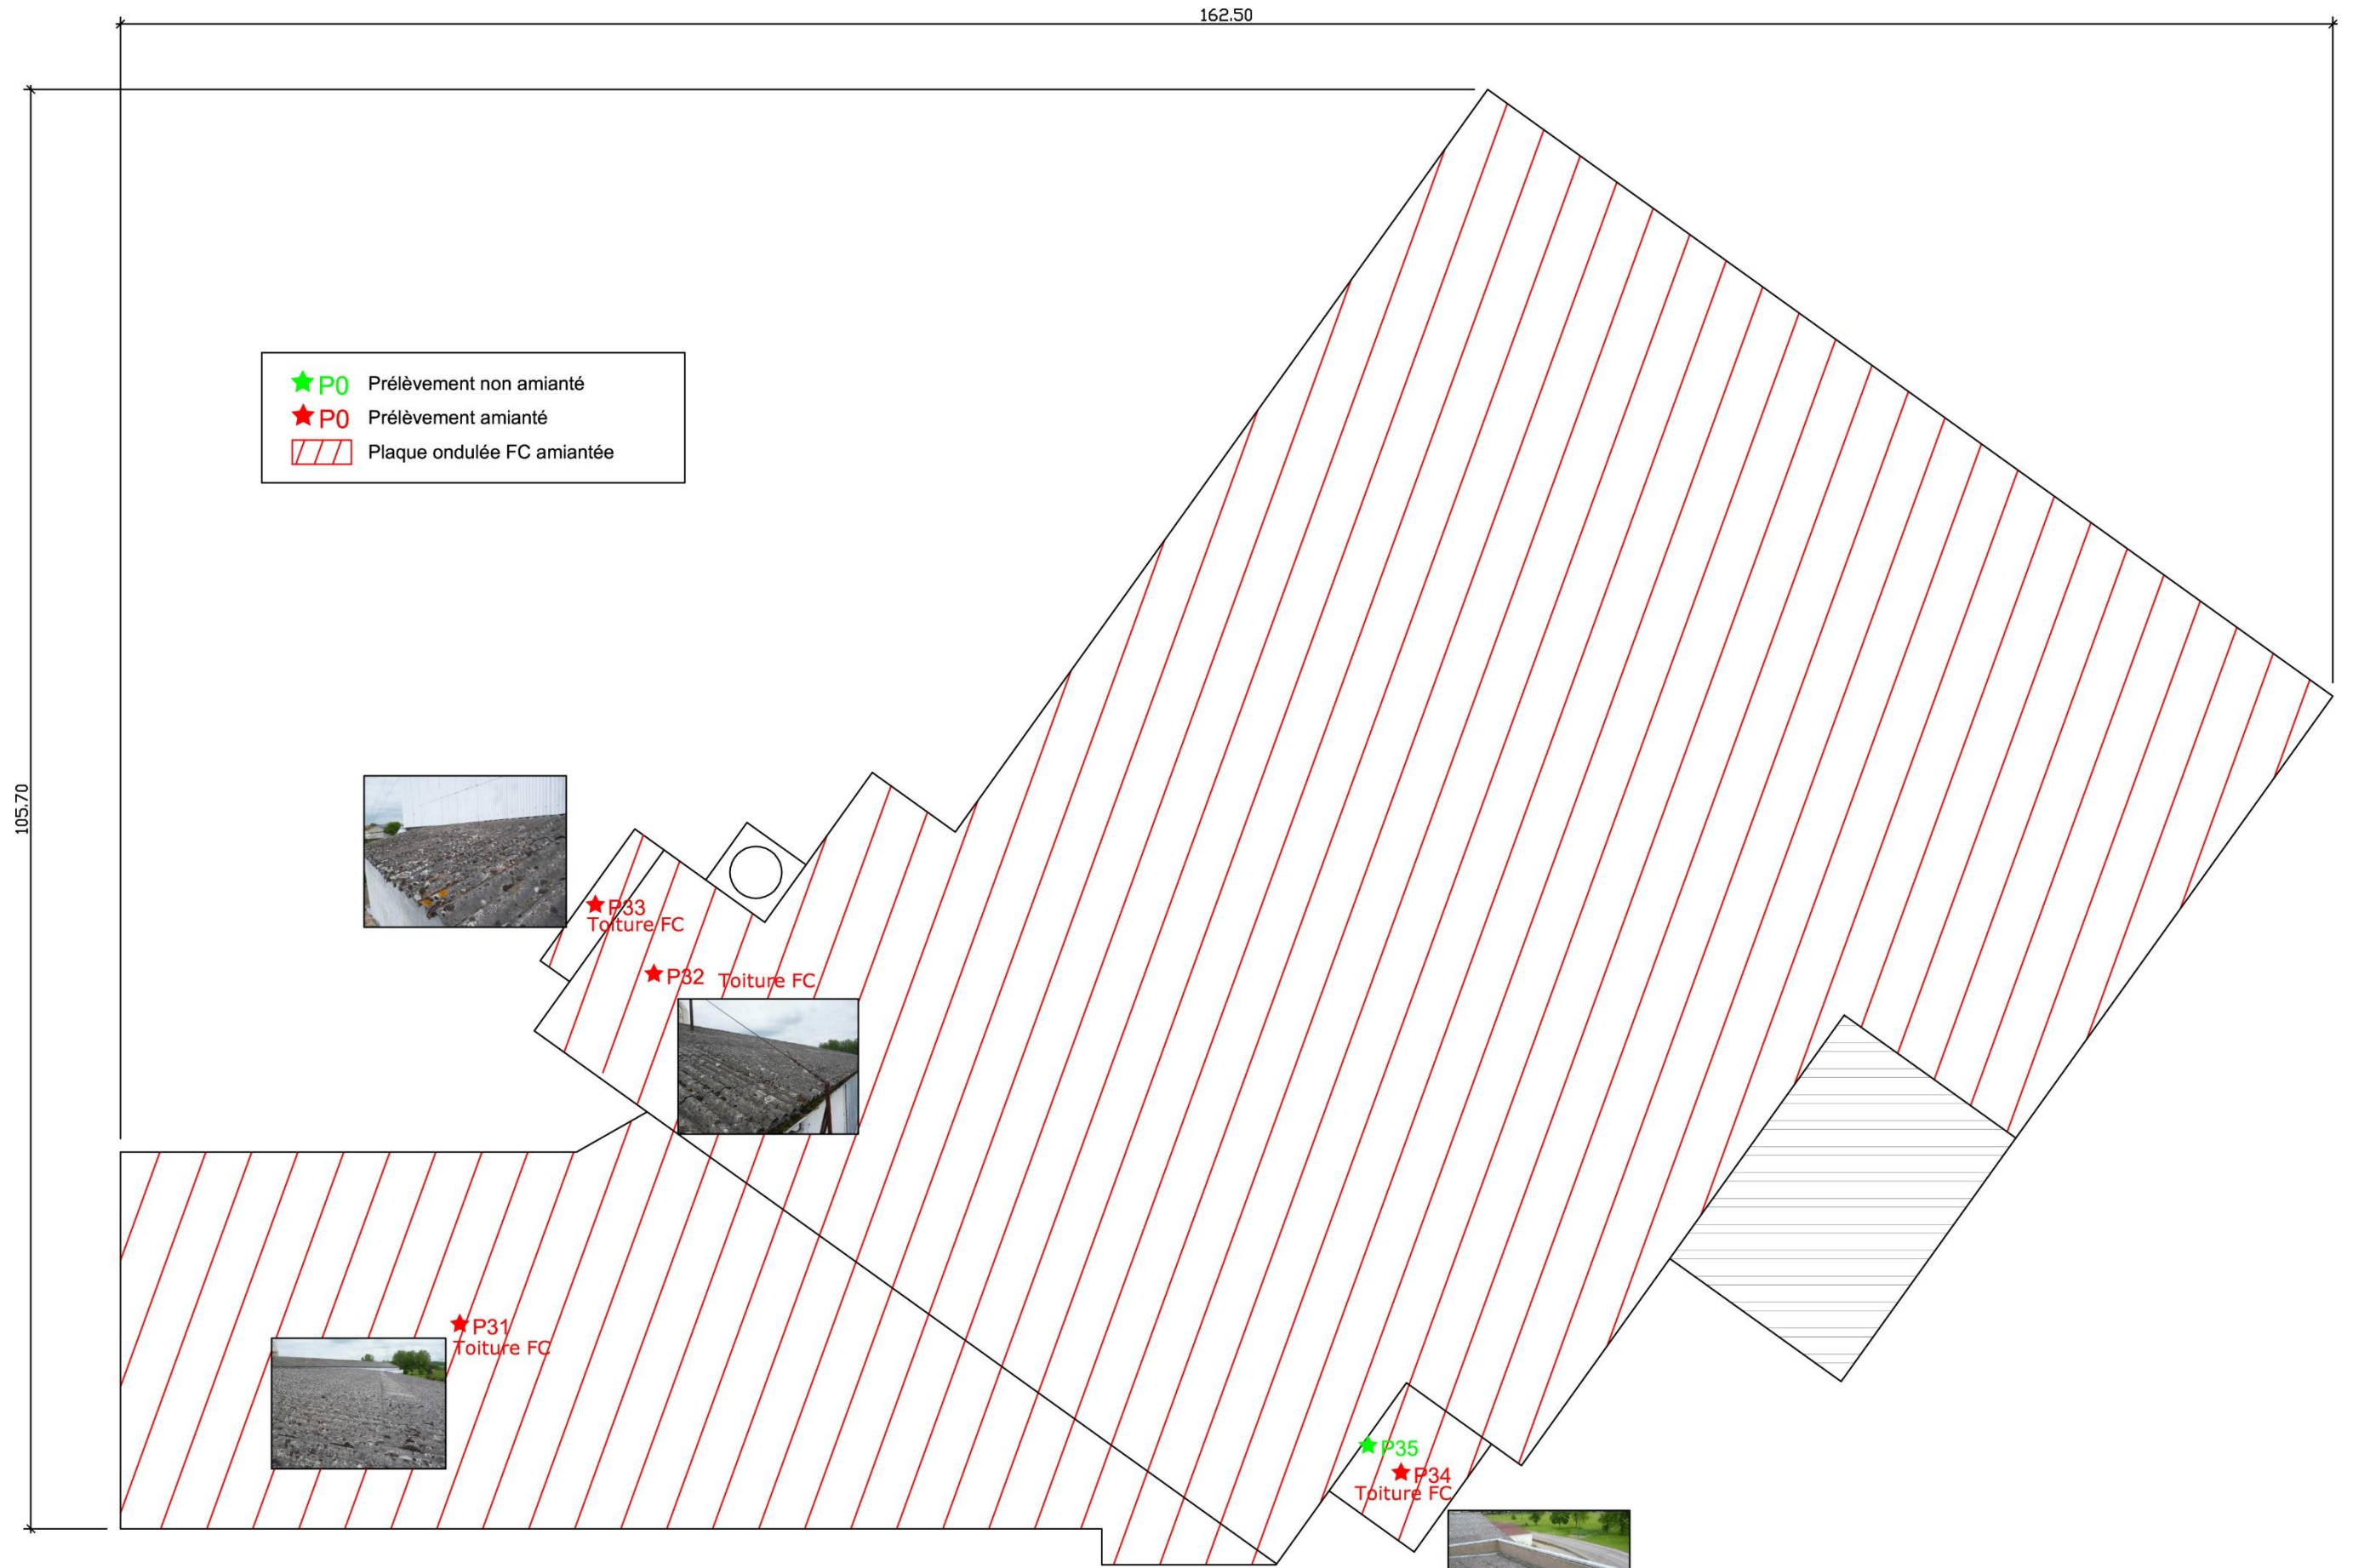 162.50
P0 Prélèvement non amianté
P0 Prélèvement amianté
Plaque ondulée FC amiantée
105.70
P33
Toiture FC
P32 Toiture FC
P31
Toiture FC
P35
P34
Toiture FC